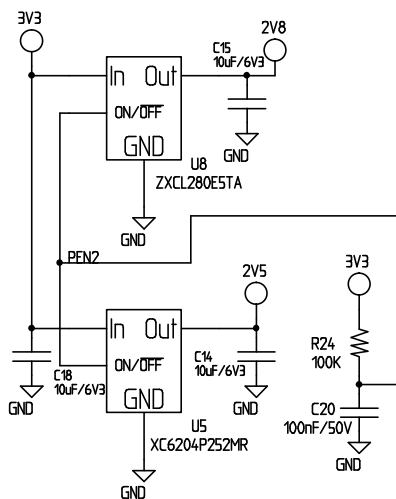 3V3
2V8
C15
10uF/6V3
In Out
ON/OFF
GND
GND
U8
ZXCL280E5TA
GND
PEN2
2V5
3V3
In Out
ON/OFF
GND
C18
10uF/6V3
C14
10uF/6V3
R24
100K
GND
GND
U5
XC6204P252MR
C20
100nF/50V
GND
GND